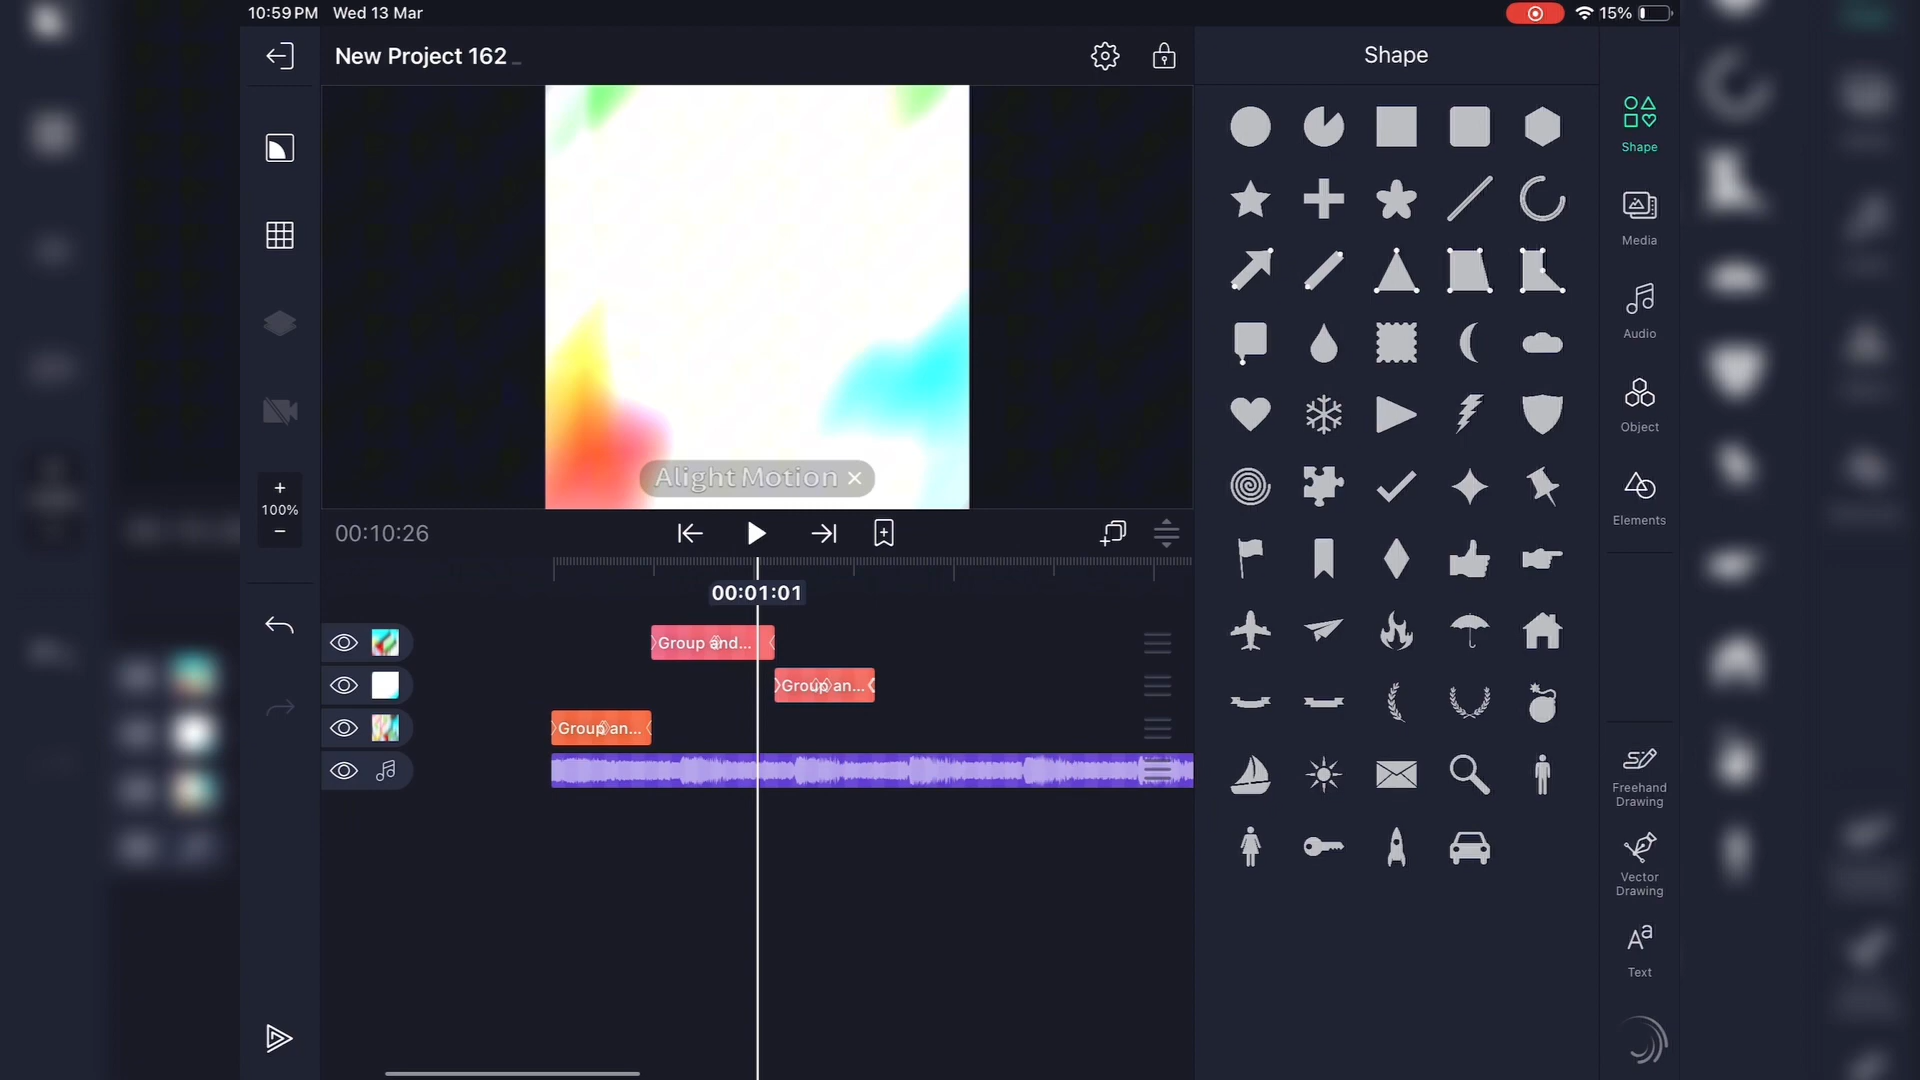 10:59 PM Wed 13 Mar
15%
New Project 162
Shape
Shape
Media
Audio
Object
Elements
Alight Motion
+
100%
−
00:10:26
00:01:01
Group and...
Group an...
Group an...
Freehand
Drawing
Vector
Drawing
Text